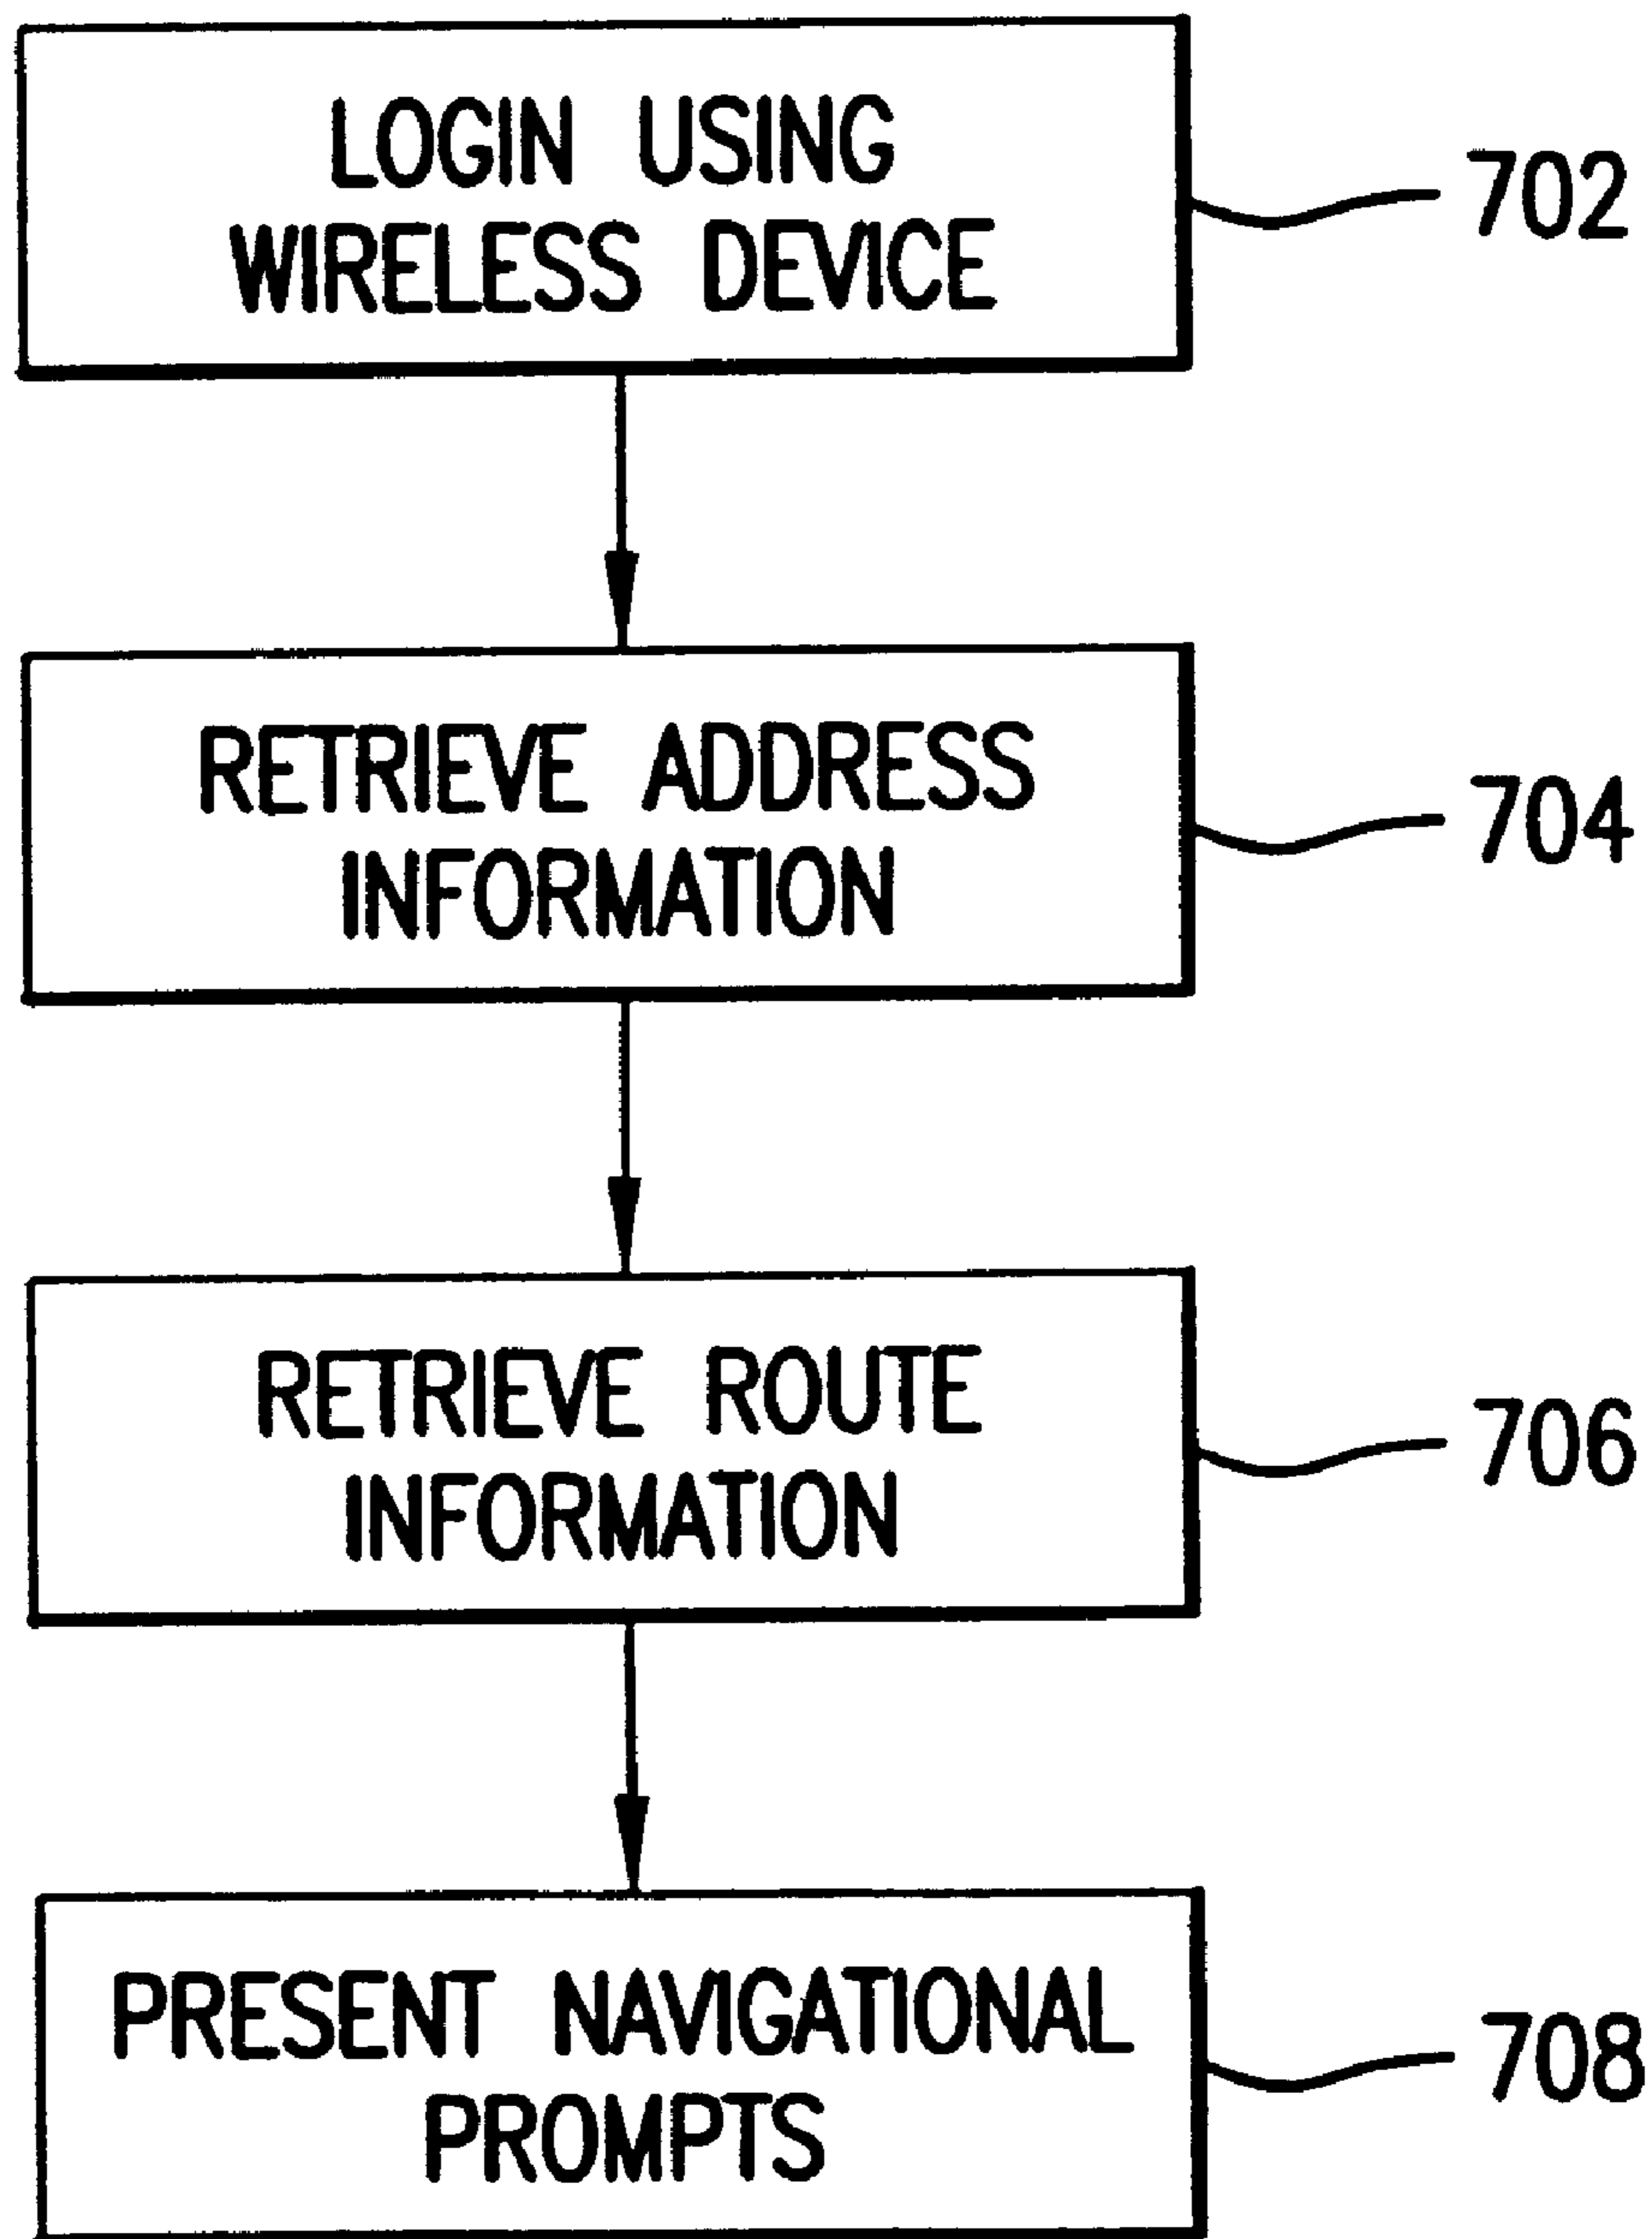 LOGIN USING
WIRELESS DEVICE
702
RETRIEVE ADDRESS
INFORMATION
704
RETRIEVE ROUTE
INFORMATION
706
PRESENT NAVIGATIONAL
PROMPTS
708